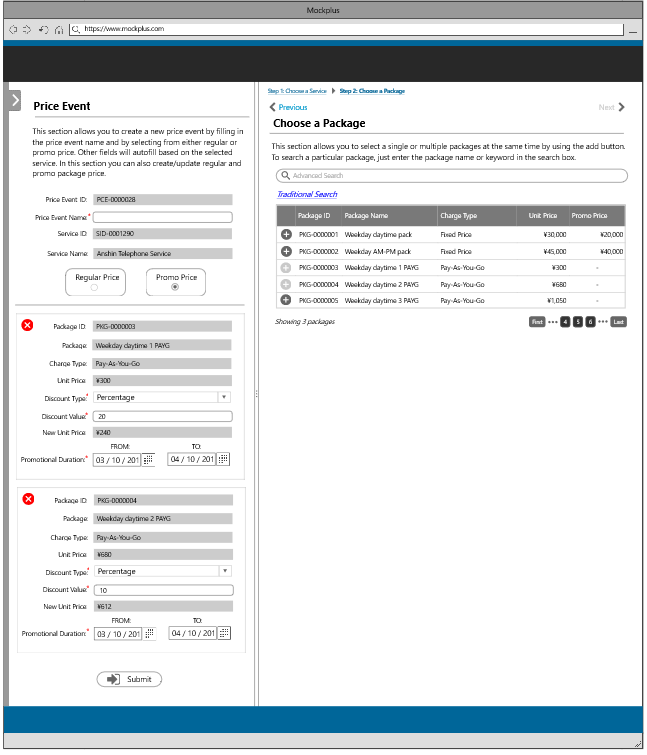 Mockplus
https://www.mockplus.com
Price Event
This section allows you to create a new price event by filling in
the price event name and by selecting from either regular or
promo price. Other fields will autofill based on the selected
service. In this section you can also create/update regular and
promo package price.
Price Event ID: PCE-0000028
Price Event Name *
Service ID: SID-0001290
Service Name: Anshin Telephone Service
Regular Price Promo Price
Package ID: PKG-0000003
Package: Weekday daytime 1 PAYG
Charge Type: Pay-As-You-Go
Unit Price: ¥300
Discount Type:* Percentage
Discount Value:* 20
New Unit Price: ¥240
FROM: TO:
Promotional Duration:* 03 / 10 / 201 04 / 10 / 201
Package ID: PKG-0000004
Package: Weekday daytime 2 PAYG
Charge Type: Pay-As-You-Go
Unit Price: ¥680
Discount Type:* Percentage
Discount Value:* 10
New Unit Price: ¥612
FROM: TO:
Promotional Duration:* 03 / 10 / 201 04 / 10 / 201
Submit
Step 1: Choose a Service Step 2: Choose a Package
Previous Next
Choose a Package
This section allows you to select a single or multiple packages at the same time by using the add button.
To search a particular package, just enter the package name or keyword in the search box.
Advanced Search
Traditional Search
Package ID Package Name Charge Type Unit Price Promo Price
PKG-0000001 Weekday daytime pack Fixed Price ¥30,000 ¥20,000
PKG-0000002 Weekday AM-PM pack Fixed Price ¥45,000 ¥40,000
PKG-0000003 Weekday daytime 1 PAYG Pay-As-You-Go ¥300 -
PKG-0000004 Weekday daytime 2 PAYG Pay-As-You-Go ¥680 -
PKG-0000005 Weekday daytime 3 PAYG Pay-As-You-Go ¥1,050 -
Showing 3 packages
First ••• 4 5 6 ••• Last